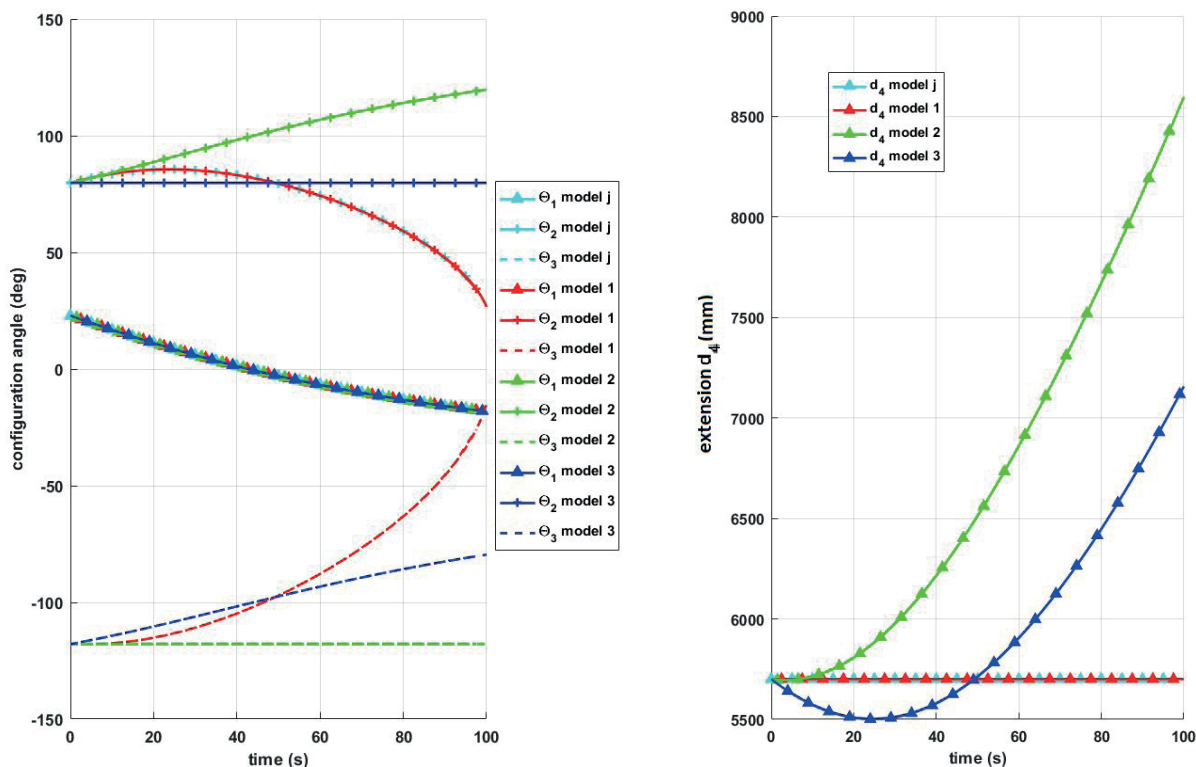 150
100
50
0
-50
-100
-150
0
20
40
60
80
100
configuration angle (deg)
time (s)
Θ1 model j
Θ2 model j
Θ3 model j
Θ1 model 1
Θ2 model 1
Θ3 model 1
Θ1 model 2
Θ2 model 2
Θ3 model 2
Θ1 model 3
Θ2 model 3
Θ3 model 3
9000
8500
8000
7500
7000
6500
6000
5500
0
20
40
60
80
100
extension d4 (mm)
time (s)
d4 model j
d4 model 1
d4 model 2
d4 model 3